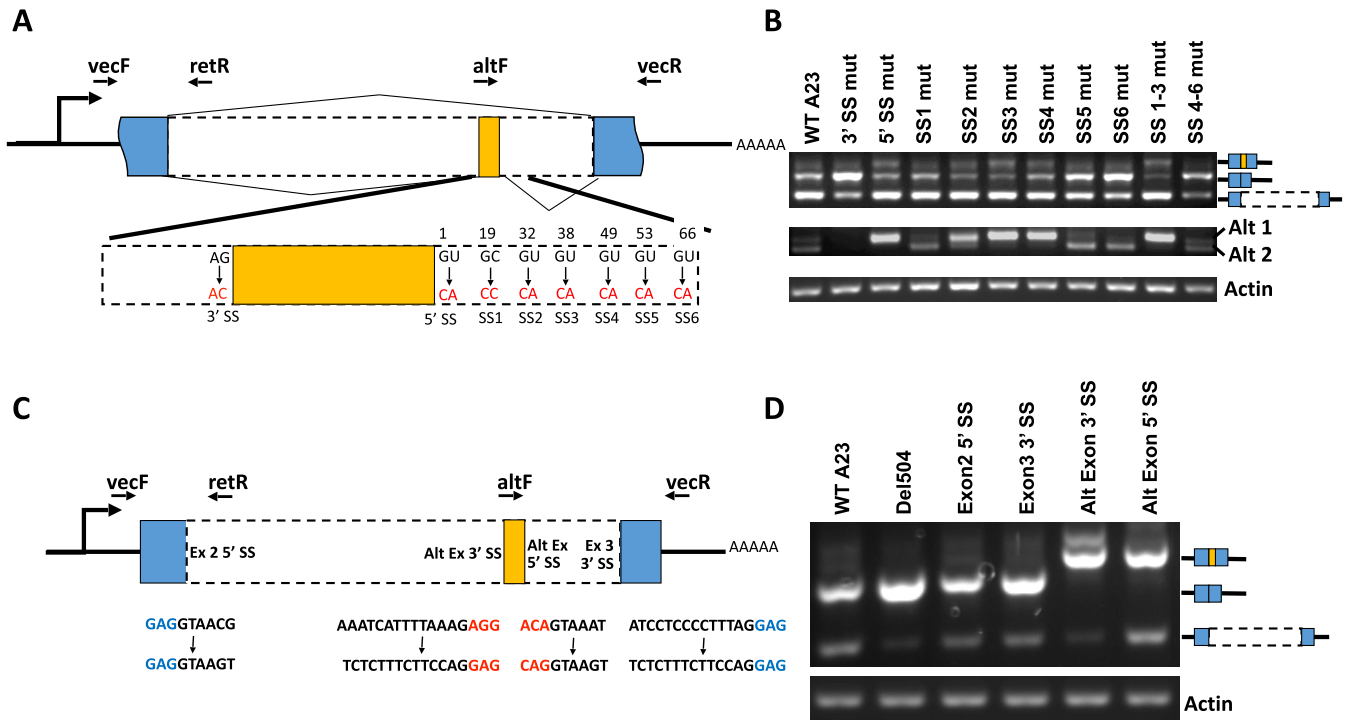 A
vecF
retR
altF
vecR
AAAAA
1 19 32 38 49 53 66
AG GU GC GU GU GU GU GU
AC CA CC CA CA CA CA CA
3' SS 5' SS SS1 SS2 SS3 SS4 SS5 SS6
B
WT A23
3' SS mut
5' SS mut
SS1 mut
SS2 mut
SS3 mut
SS4 mut
SS5 mut
SS6 mut
SS 1-3 mut
SS 4-6 mut
Alt 1
Alt 2
Actin
C
vecF
retR
altF
vecR
Ex 2 5' SS
Alt Ex 3' SS
Alt Ex
5' SS
Ex 3
3' SS
AAAAA
GAGGTAACG AAATCATTTTAAAGAGG ACAGTAAAT ATCCTCCCCTTTAGGAG
GAGGTAAGT TCTCTTTCTTCCAGGAG CAGGTAAGT TCTCTTTCTTCCAGGAG
D
WT A23
Del504
Exon2 5' SS
Exon3 3' SS
Alt Exon 3' SS
Alt Exon 5' SS
Actin